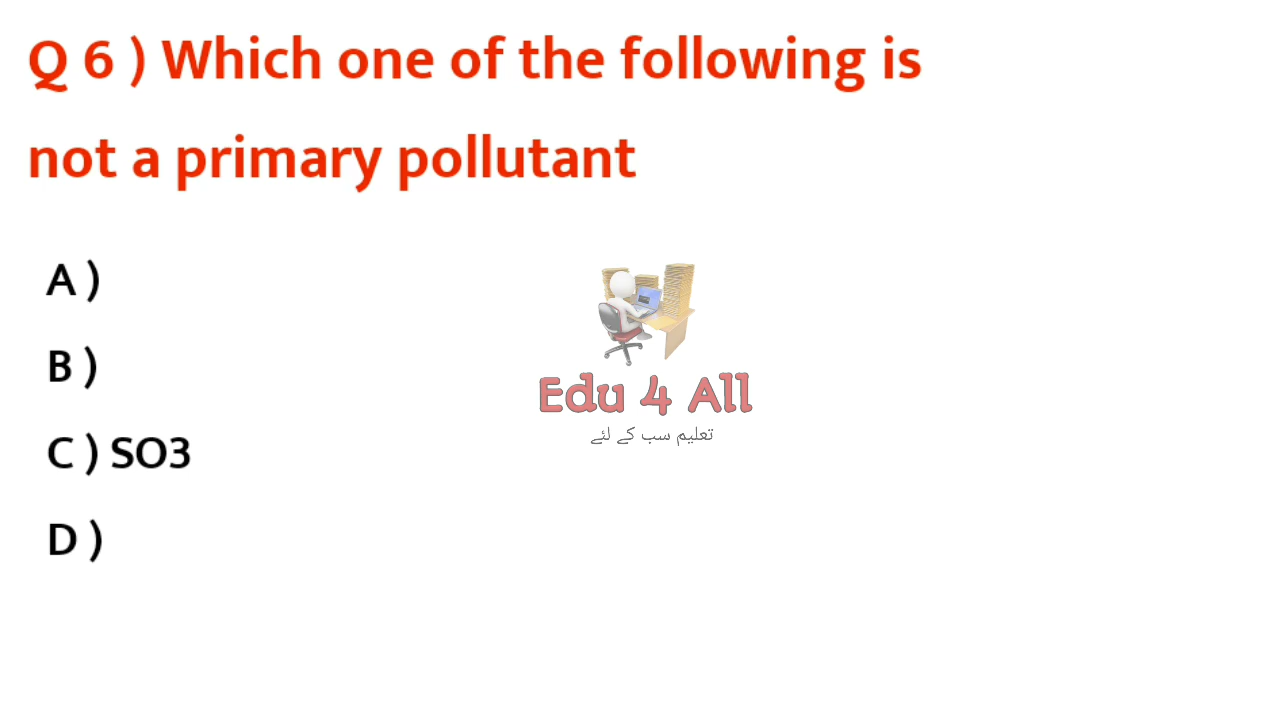 Q 6 ) Which one of the following is
not a primary pollutant
A )
B )
C ) SO3
D )
Edu 4 All
تعلیم سب کے لئے